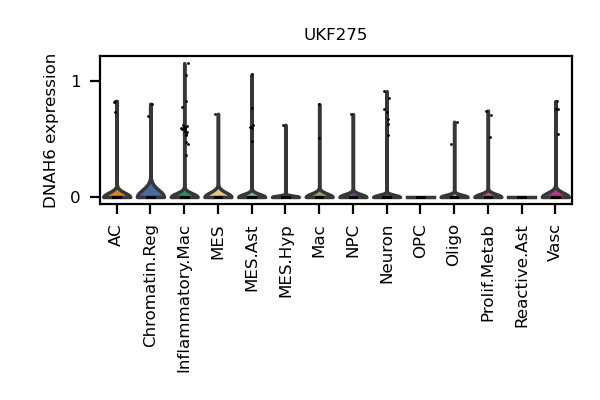 UKF275
DNAH6 expression
1
0
AC
Chromatin.Reg
Inflammatory.Mac
MES
MES.Ast
MES.Hyp
Mac
NPC
Neuron
OPC
Oligo
Prolif.Metab
Reactive.Ast
Vasc